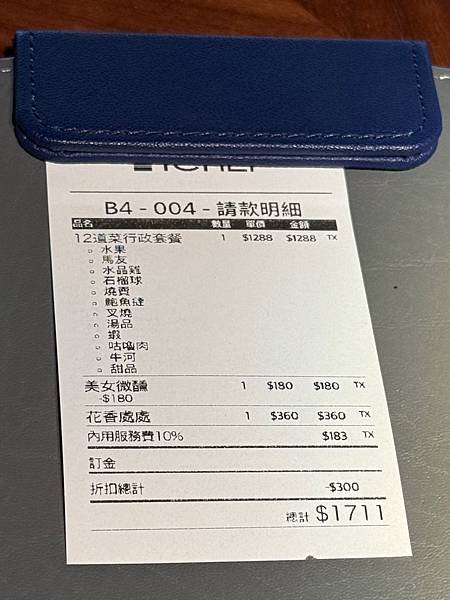 B4-004-請款明細
品名 數量 單價 金額
12道菜行政套餐 1 $1288 $1288 TX
水果
馬友
水晶雞
石榴球
燒賣
鮑魚撻
叉燒
湯品
蝦
咕嚕肉
牛河
甜品
美女微醺 1 $180 $180 TX
-$180
花香處處 1 $360 $360 TX
內用服務費10% $183 TX
訂金
折扣總計 -$300
總計 $1711